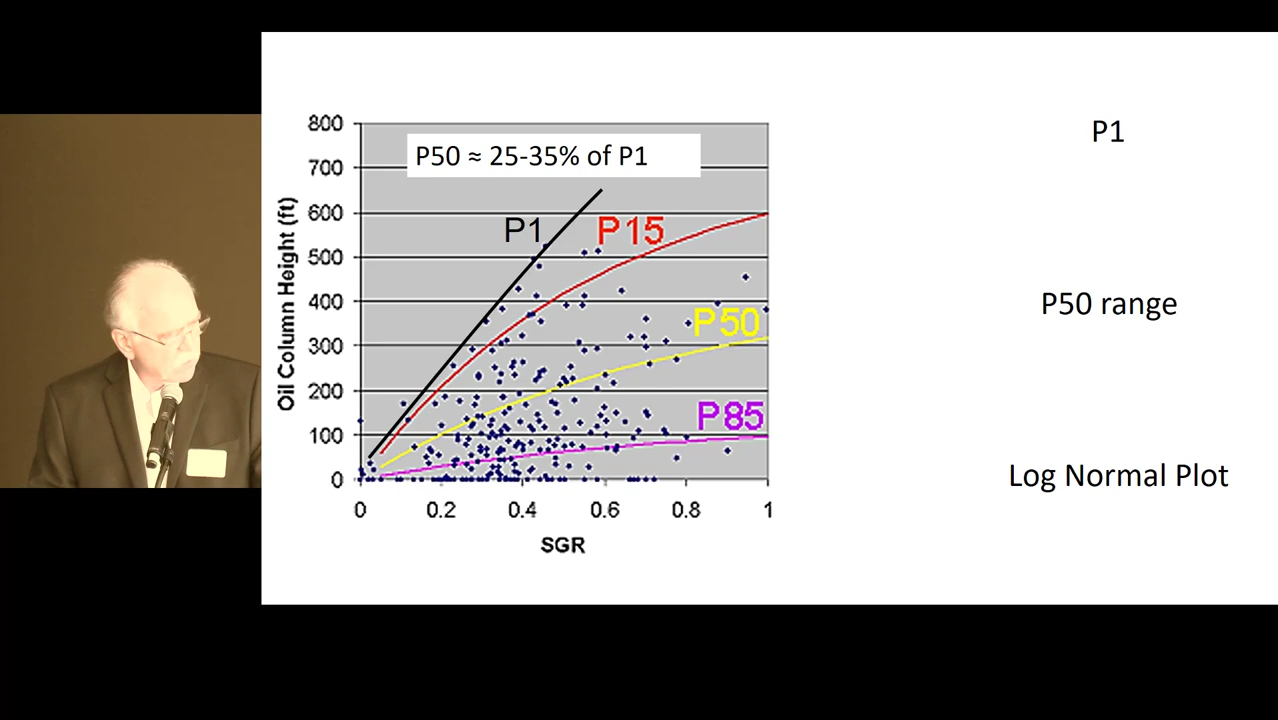 P50 ≈ 25-35% of P1
P1
P15
P50
P85
800
700
600
500
400
300
200
100
0
Oil Column Height (ft)
0
0.2
0.4
0.6
0.8
1
SGR
P1
P50 range
Log Normal Plot